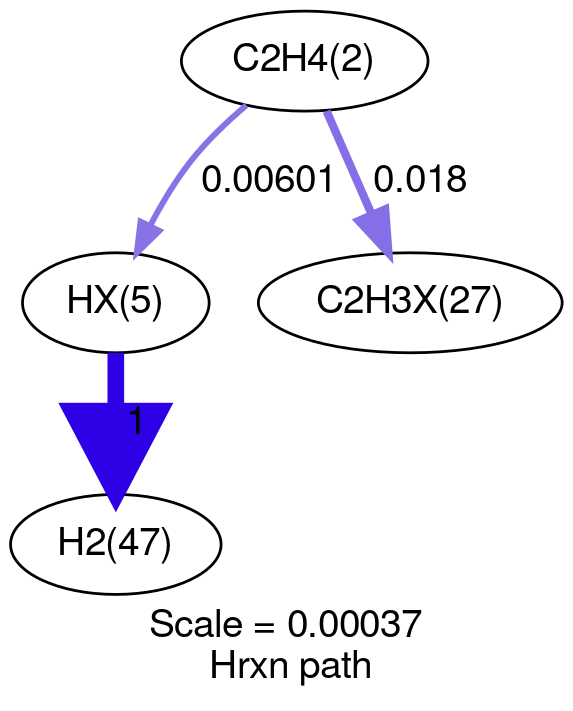 C2H4(2)
0.00601
0.018
HX(5)
C2H3X(27)
1
H2(47)
Scale = 0.00037
Hrxn path